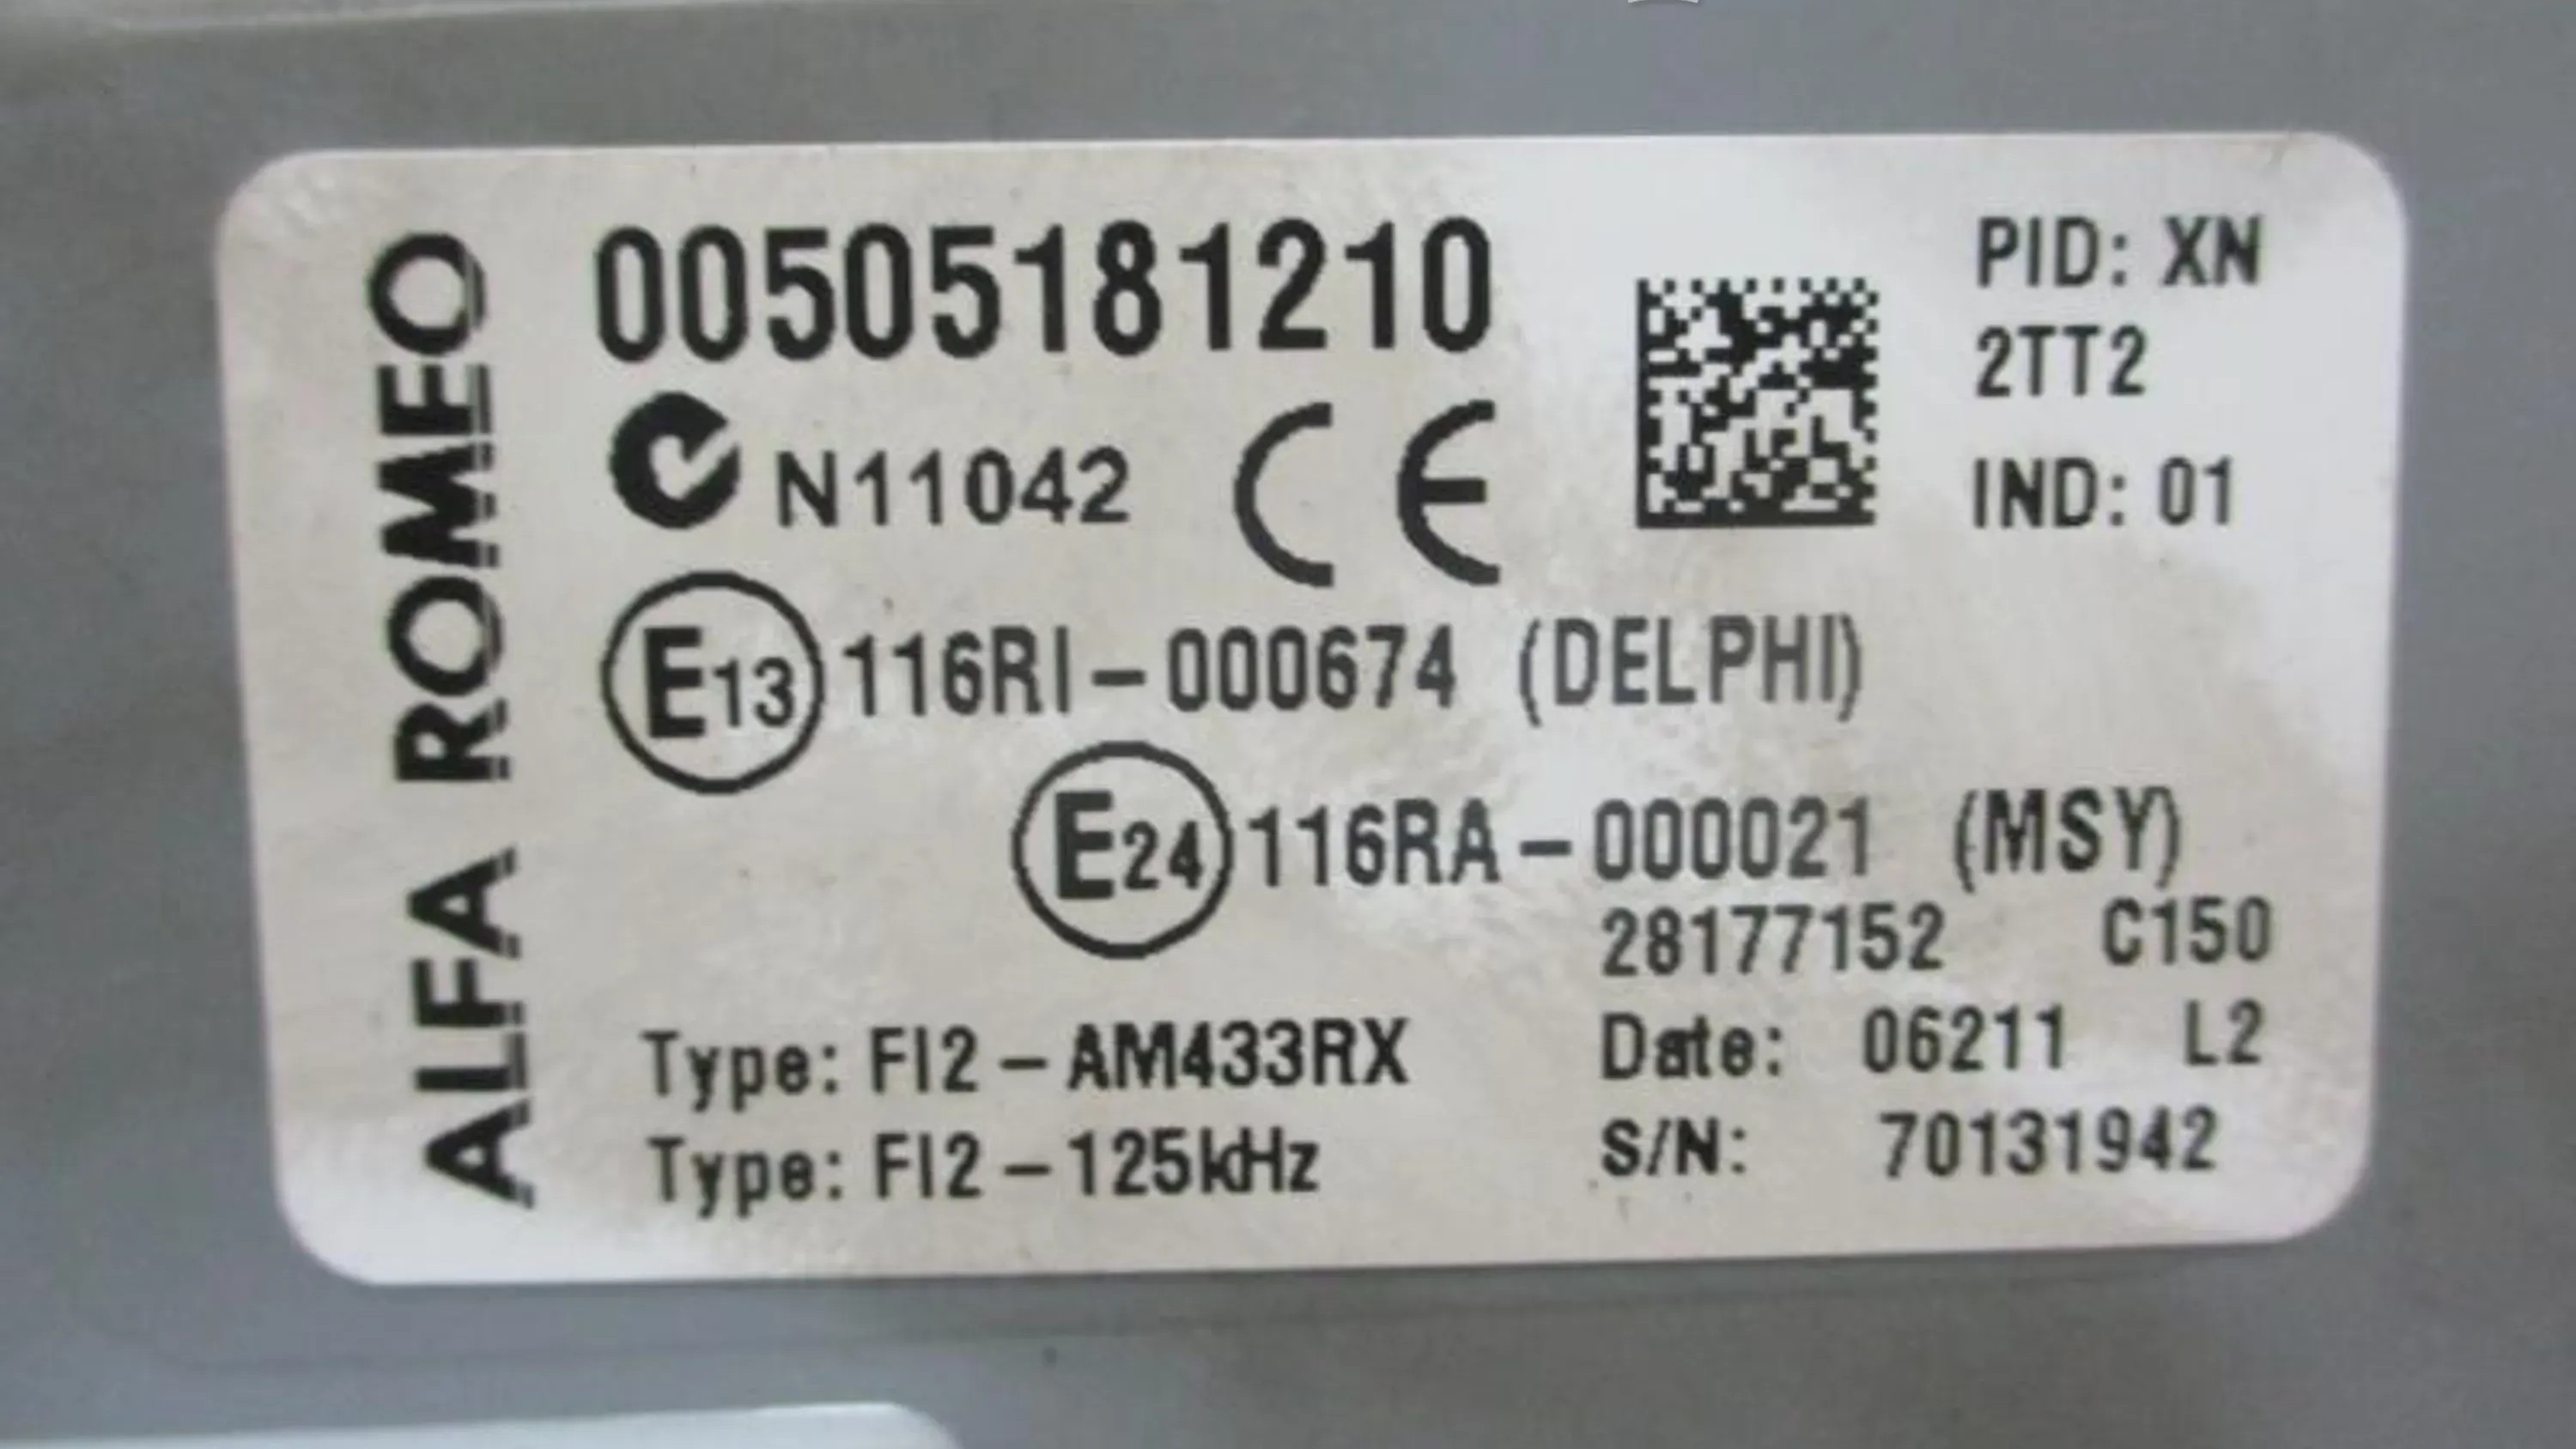 ALFA ROMEO
00505181210
N11042 CE
PID: XN
2TT2
IND: 01
E13 116RI-000674 (DELPHI)
E24 116RA-000021 (MSY)
28177152 C150
Type: FI2-AM433RX
Type: FI2-125kHz
Date: 06211 L2
S/N: 70131942